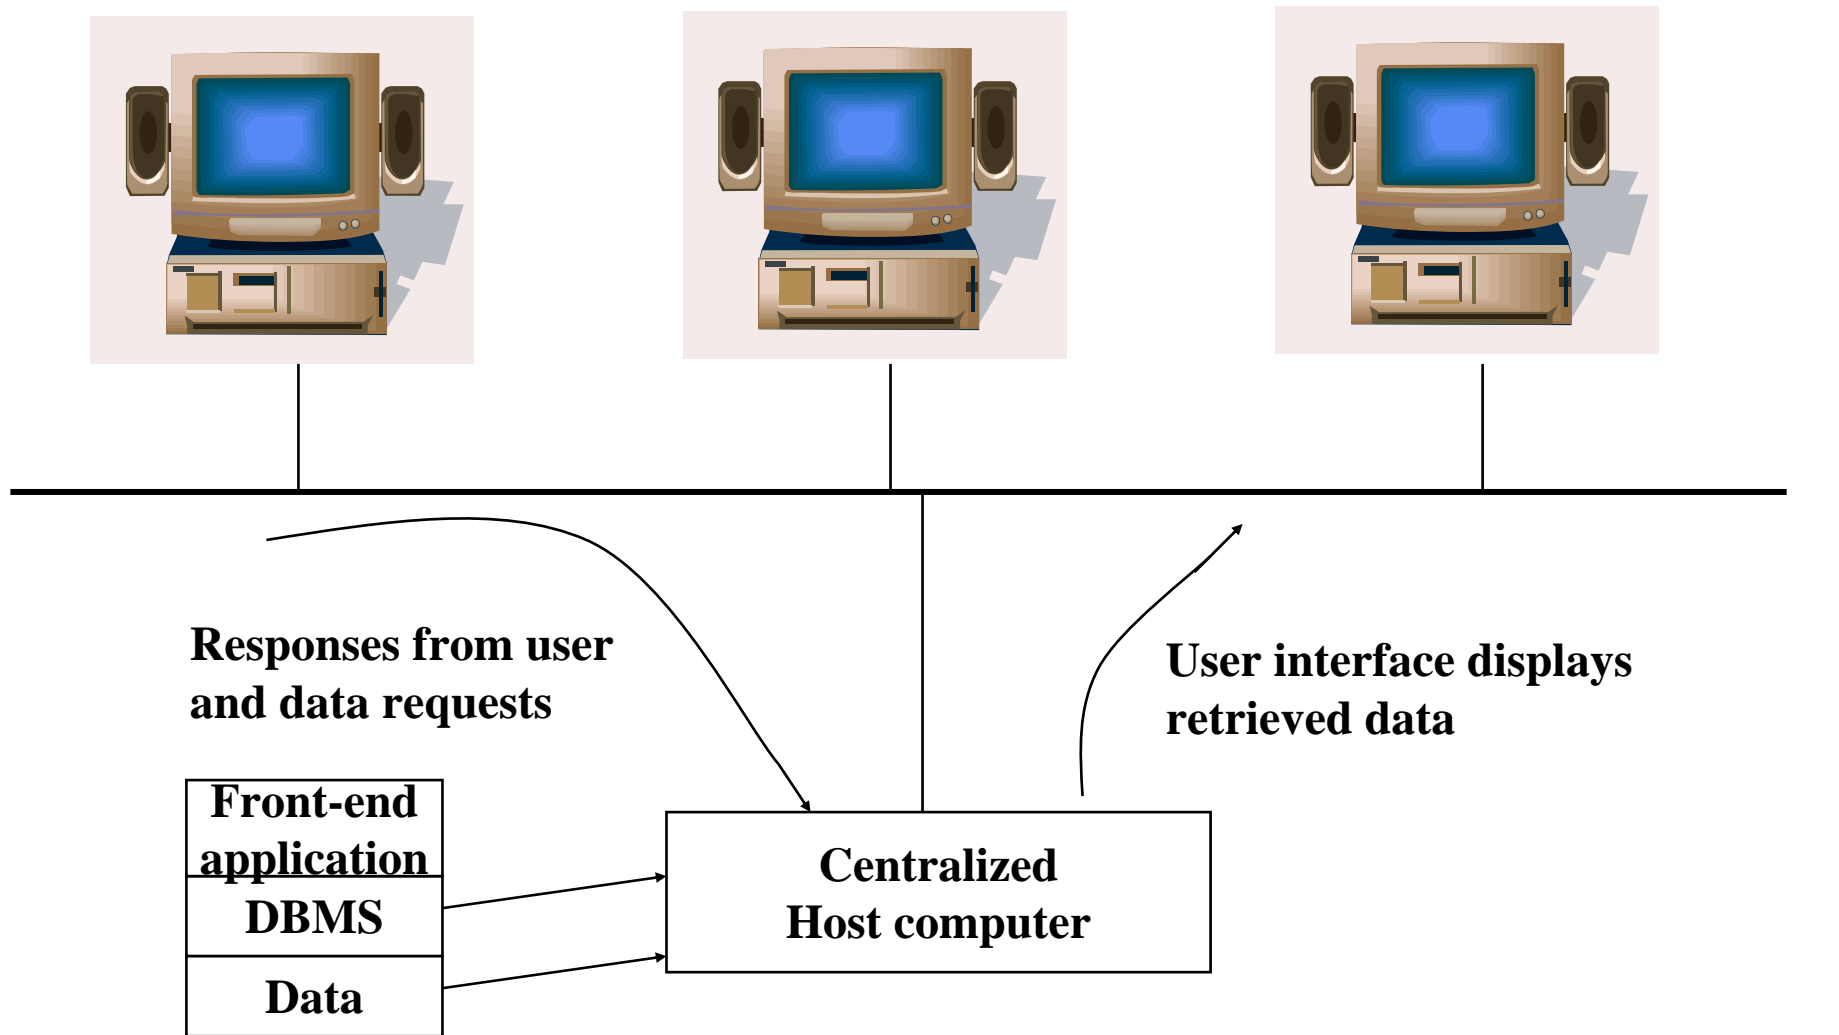 Responses from user
and data requests
User interface displays
retrieved data
Front-end
application
DBMS
Data
Centralized
Host computer